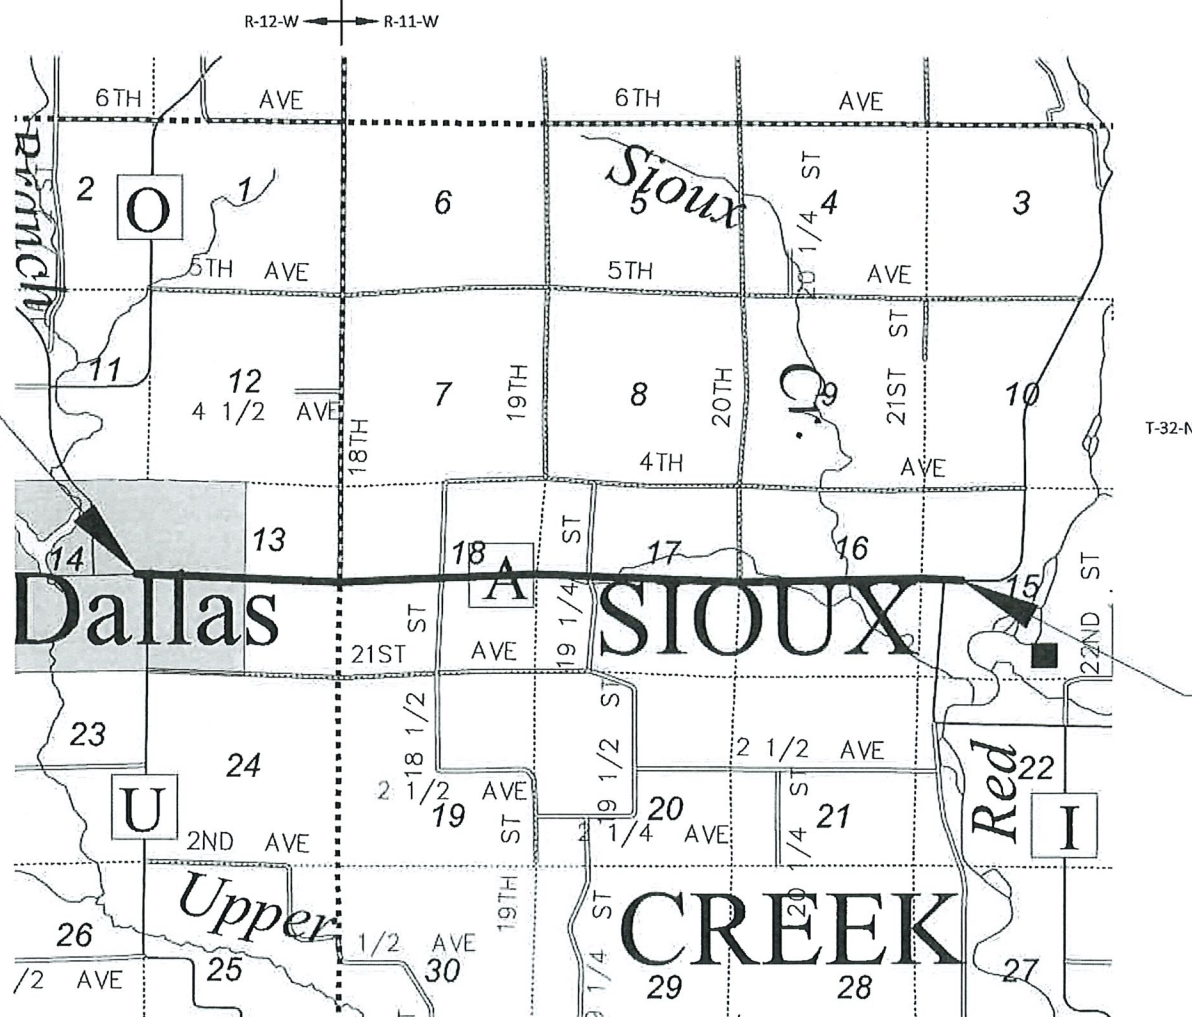 R-12-W R-11-W
6TH AVE 6TH AVE
Branch
2 1 6 Sioux 5 4 3
O
ST
20 1/4
5TH AVE 5TH AVE
ST
11 12 7 8 Cr. 9 10
4 1/2 AVE
18TH
19TH
20TH
21ST
T-32-N
4TH AVE
14 13 18 17 16 15
A
ST
19 1/4
ST
22ND
Dallas SIOUX
ST
18 1/2
21ST AVE
23 24
ST
19 1/2
2 1/2 AVE
Red
22
2 1/2 AVE
19 20 21
ST
20 1/4
U
I
ST
19TH
2 1/4 AVE
2ND AVE
Upper
CREEK
ST
9 1/4
26 25
1/2 AVE
30 29 28 27
/2 AVE